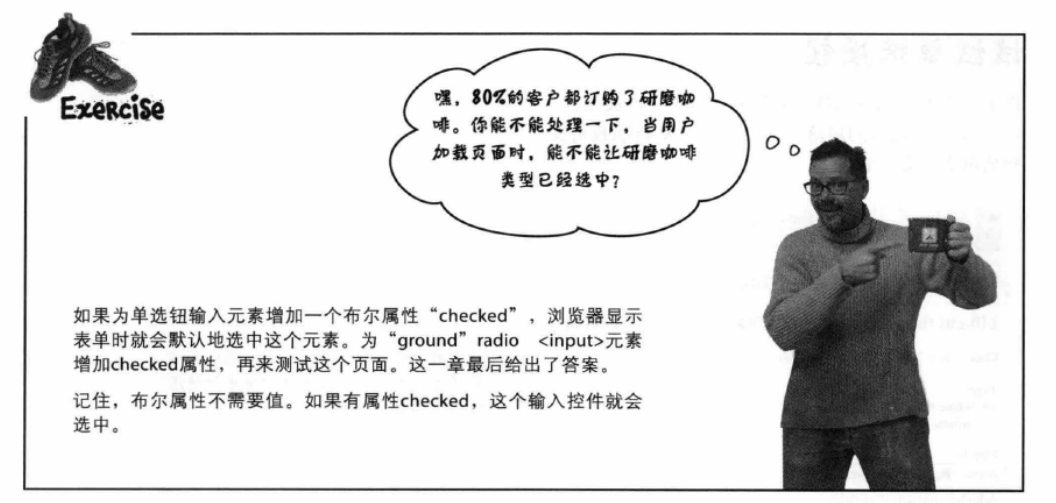 Exercise
嘿，80%的客户都订购了研磨咖
啡。你能不能处理一下，当用户
加载页面时，能不能让研磨咖啡
类型已经选中？
如果为单选钮输入元素增加一个布尔属性“checked”，浏览器显示
表单时就会默认地选中这个元素。为“ground”radio <input>元素
增加checked属性，再来测试这个页面。这一章最后给出了答案。
记住，布尔属性不需要值。如果有属性checked，这个输入控件就会
选中。